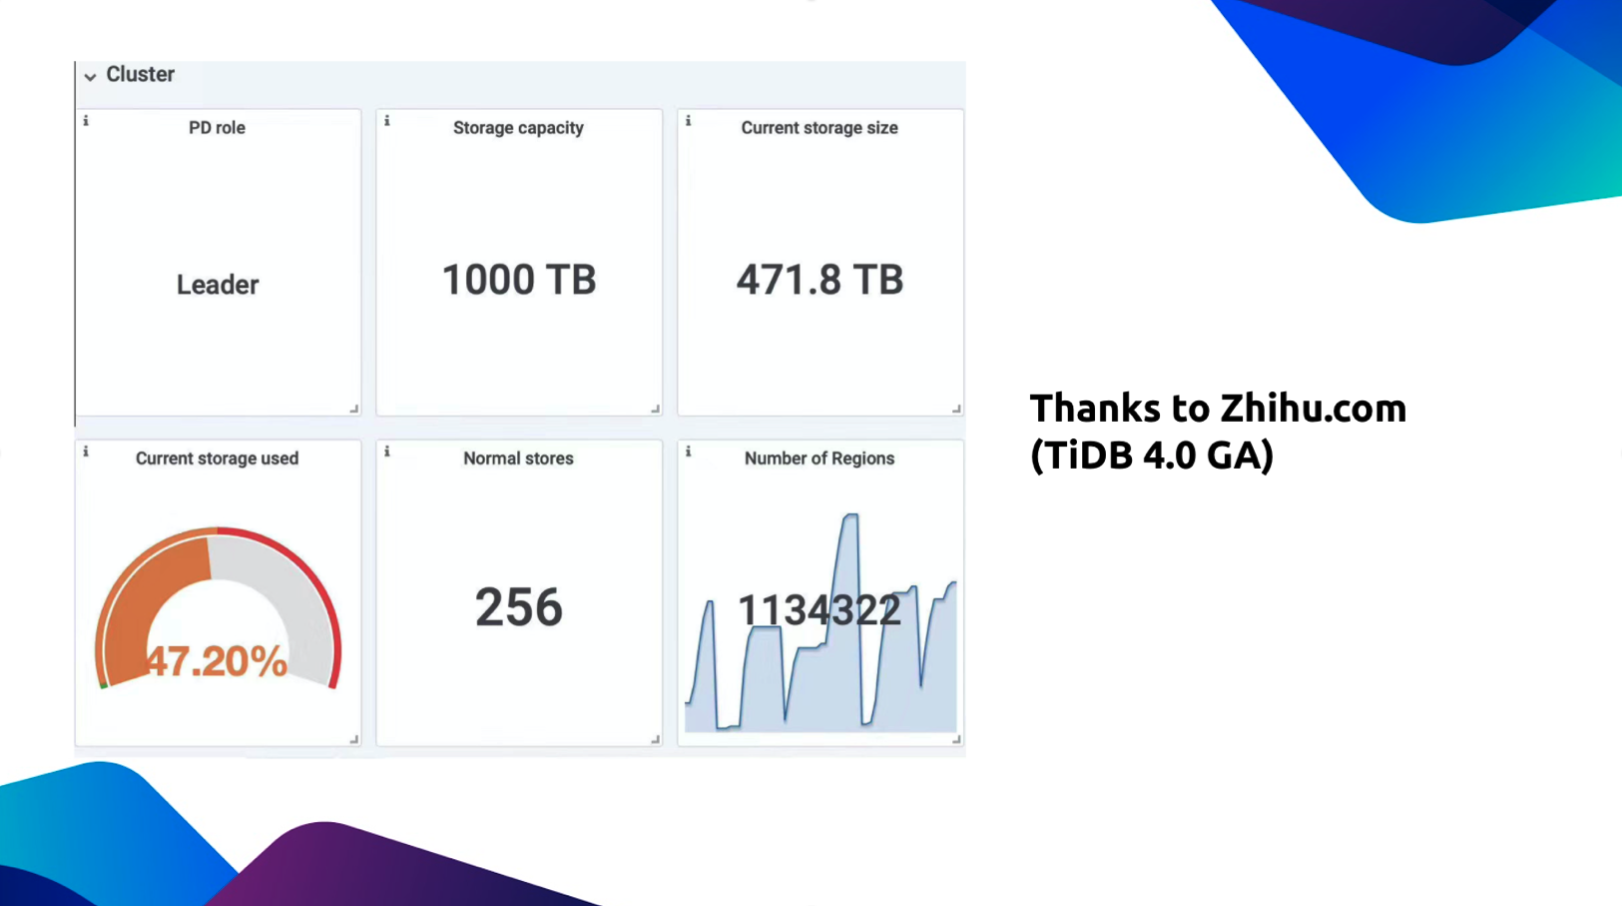 Cluster
PD role
Leader
Storage capacity
1000 TB
Current storage size
471.8 TB
Current storage used
47.20%
Normal stores
256
Number of Regions
1134322
Thanks to Zhihu.com
(TiDB 4.0 GA)